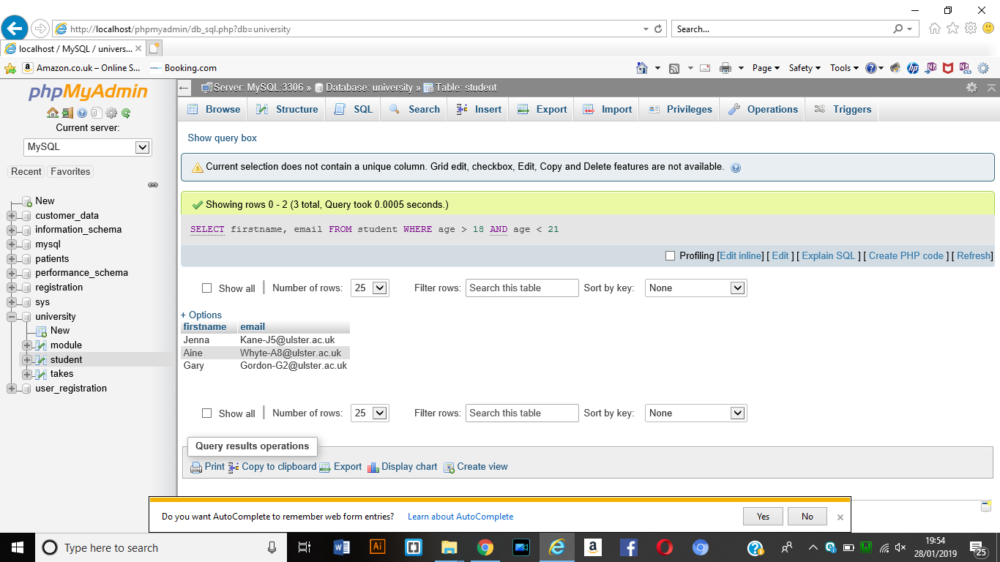 http://localhost/phpmyadmin/db_sql.php?db=university
Search...
localhost / MySQL / univers...
Amazon.co.uk – Online S...
Booking.com
Page
Safety
Tools
phpMyAdmin
Current server:
MySQL
Recent
Favorites
New
customer_data
information_schema
mysql
patients
performance_schema
registration
sys
university
New
module
student
takes
user_registration
Server: MySQL:3306 » Database: university » Table: student
Browse
Structure
SQL
Search
Insert
Export
Import
Privileges
Operations
Triggers
Show query box
Current selection does not contain a unique column. Grid edit, checkbox, Edit, Copy and Delete features are not available.
Showing rows 0 - 2 (3 total, Query took 0.0005 seconds.)
SELECT firstname, email FROM student WHERE age > 18 AND age < 21
Profiling [Edit inline] [ Edit ] [ Explain SQL ] [ Create PHP code ] [ Refresh]
Show all
Number of rows:
25
Filter rows:
Search this table
Sort by key:
None
+ Options
firstname email
Jenna Kane-J5@ulster.ac.uk
Aine Whyte-A8@ulster.ac.uk
Gary Gordon-G2@ulster.ac.uk
Show all
Number of rows:
25
Filter rows:
Search this table
Sort by key:
None
Query results operations
Print
Copy to clipboard
Export
Display chart
Create view
Do you want AutoComplete to remember web form entries?
Learn about AutoComplete
Yes
No
Type here to search
19:54
28/01/2019
25